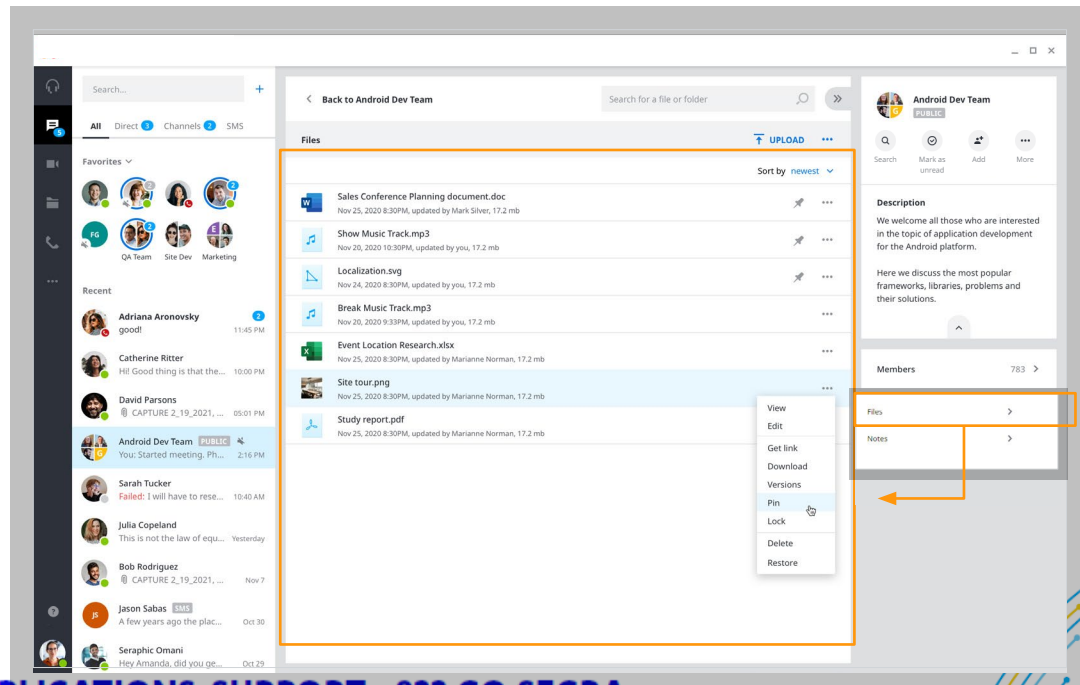 Search...
+
All Direct 3 Channels 2 SMS
Favorites
2
2
FG
2
E
QA Team Site Dev Marketing
Recent
Adriana Aronovsky 2
good! 11:45 PM
Catherine Ritter
Hi! Good thing is that the... 10:00 PM
David Parsons
CAPTURE 2_19_2021, ... 05:01 PM
Android Dev Team PUBLIC
You: Started meeting. Ph... 2:16 PM
Sarah Tucker
Failed: I will have to rese... 10:40 AM
Julia Copeland
This is not the law of equ... Yesterday
Bob Rodriguez
CAPTURE 2_19_2021, ... Nov 7
JS
Jason Sabas SMS
A few years ago the plac... Oct 30
Seraphic Omani
Hey Amanda, did you ge... Oct 29
5
Back to Android Dev Team
Search for a file or folder
Files
UPLOAD
Sort by newest
Sales Conference Planning document.doc
Nov 25, 2020 8:30PM, updated by Mark Silver, 17.2 mb
Show Music Track.mp3
Nov 20, 2020 10:30PM, updated by you, 17.2 mb
Localization.svg
Nov 24, 2020 8:30PM, updated by you, 17.2 mb
Break Music Track.mp3
Nov 20, 2020 9:33PM, updated by you, 17.2 mb
Event Location Research.xlsx
Nov 25, 2020 8:30PM, updated by Marianne Norman, 17.2 mb
Site tour.png
Nov 25, 2020 8:30PM, updated by Marianne Norman, 17.2 mb
Study report.pdf
Nov 25, 2020 8:30PM, updated by Marianne Norman, 17.2 mb
View
Edit
Get link
Download
Versions
Pin
Lock
Delete
Restore
Android Dev Team
PUBLIC
Search
Mark as unread
Add
More
Description
We welcome all those who are interested
in the topic of application development
for the Android platform.
Here we discuss the most popular
frameworks, libraries, problems and
their solutions.
Members 783
Files
Notes